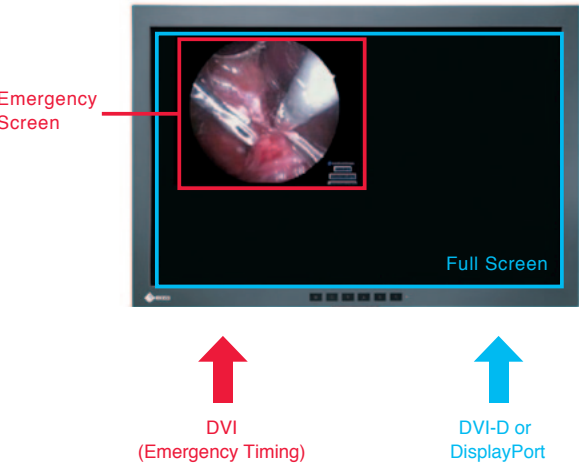 Emergency
Screen
Full Screen
DVI
(Emergency Timing)
DVI-D or
DisplayPort